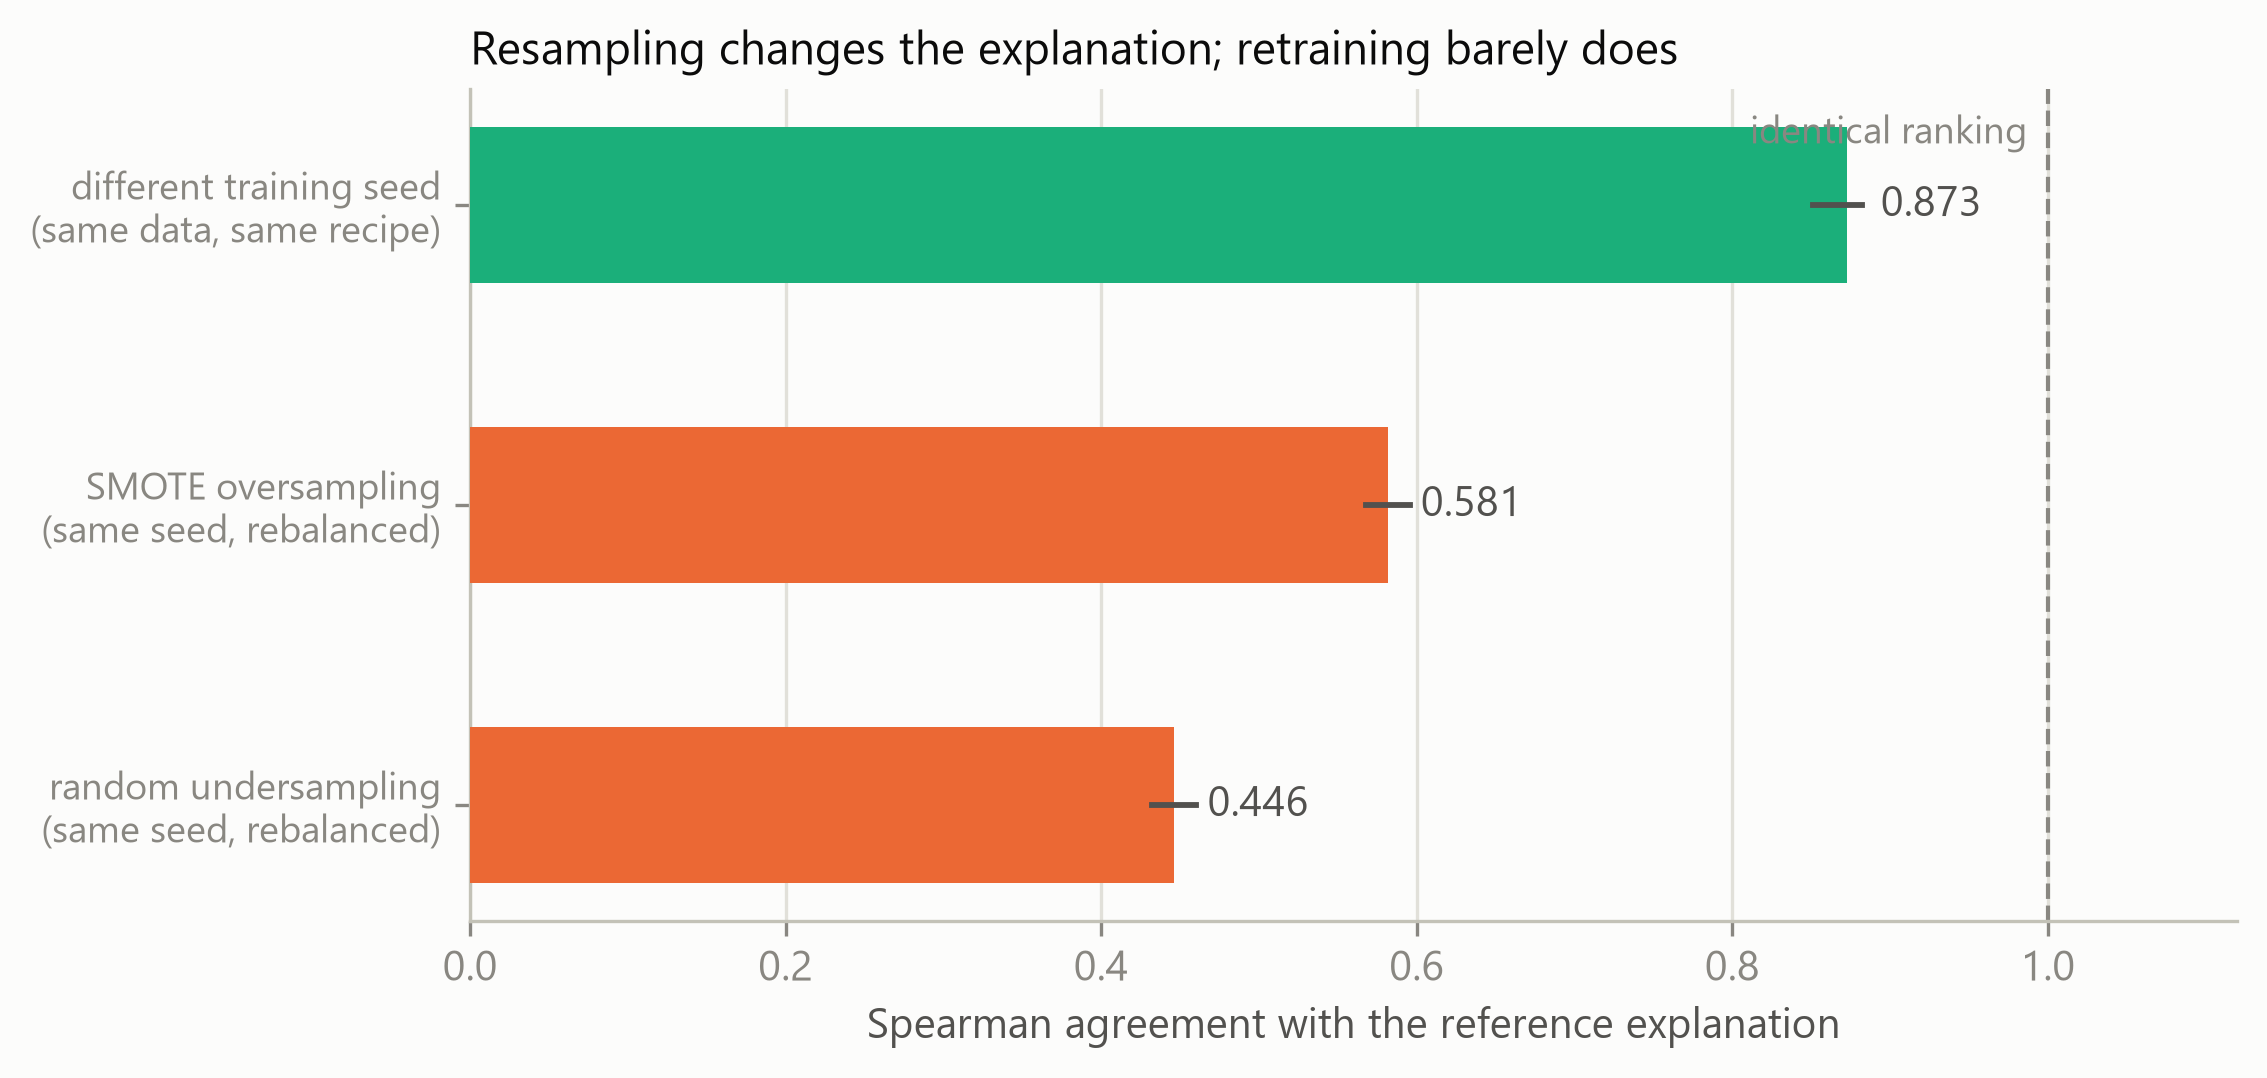 Resampling changes the explanation; retraining barely does
identical ranking
different training seed
(same data, same recipe)
0.873
SMOTE oversampling
(same seed, rebalanced)
0.581
random undersampling
(same seed, rebalanced)
0.446
0.0 0.2 0.4 0.6 0.8 1.0
Spearman agreement with the reference explanation